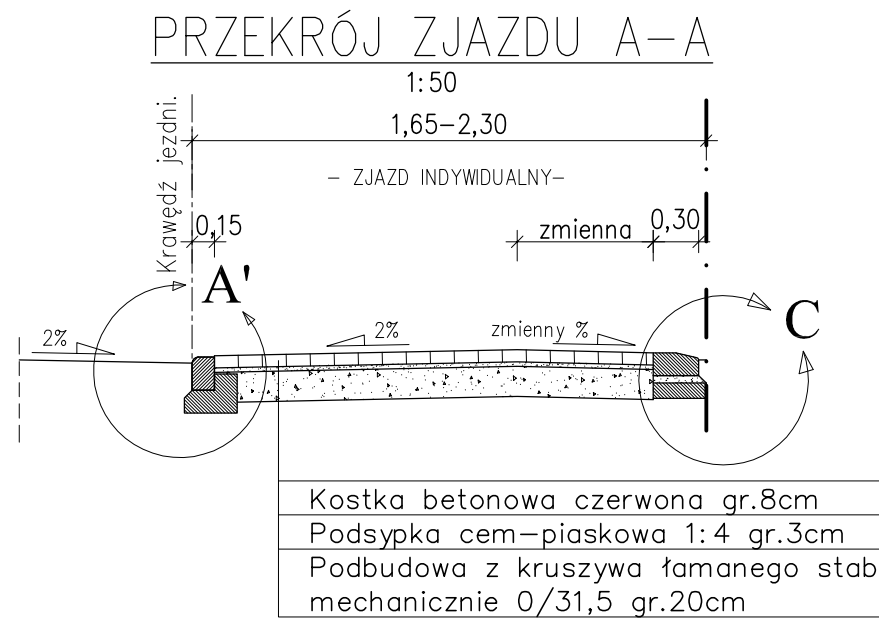 PRZEKRÓJ ZJAZDU A-A
1:50
Krawędź jezdni.
1,65-2,30
- ZJAZD INDYWIDUALNY-
0,15
zmienna
0,30
A'
C
2%
2%
zmienny %
Kostka betonowa czerwona gr.8cm
Podsypka cem-piaskowa 1:4 gr.3cm
Podbudowa z kruszywa łamanego stab
mechanicznie 0/31,5 gr.20cm